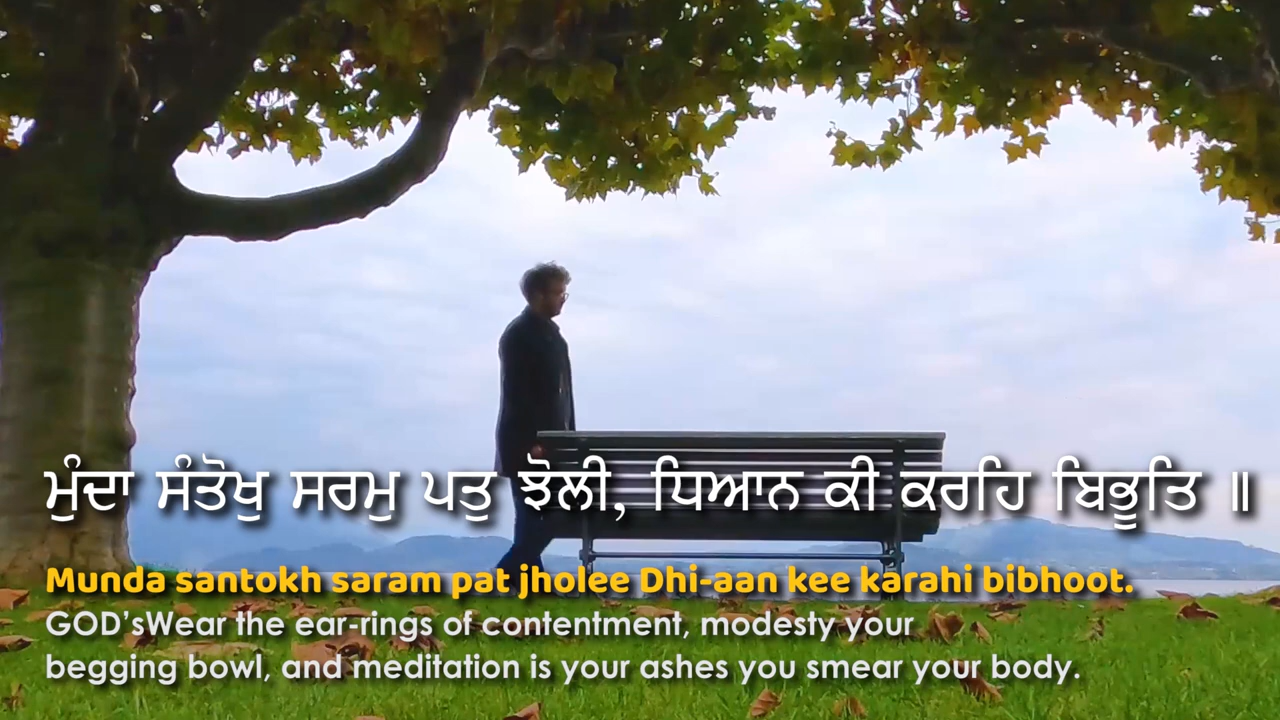 ਮੁੰਦਾ ਸੰਤੋਖੁ ਸਰਮੁ ਪਤੁ ਝੋਲੀ, ਧਿਆਨ ਕੀ ਕਰਹਿ ਬਿਭੂਤਿ ॥
Munda santokh saram pat jholee Dhi-aan kee karahi bibhoot.
GOD’sWear the ear-rings of contentment, modesty your
begging bowl, and meditation is your ashes you smear your body.